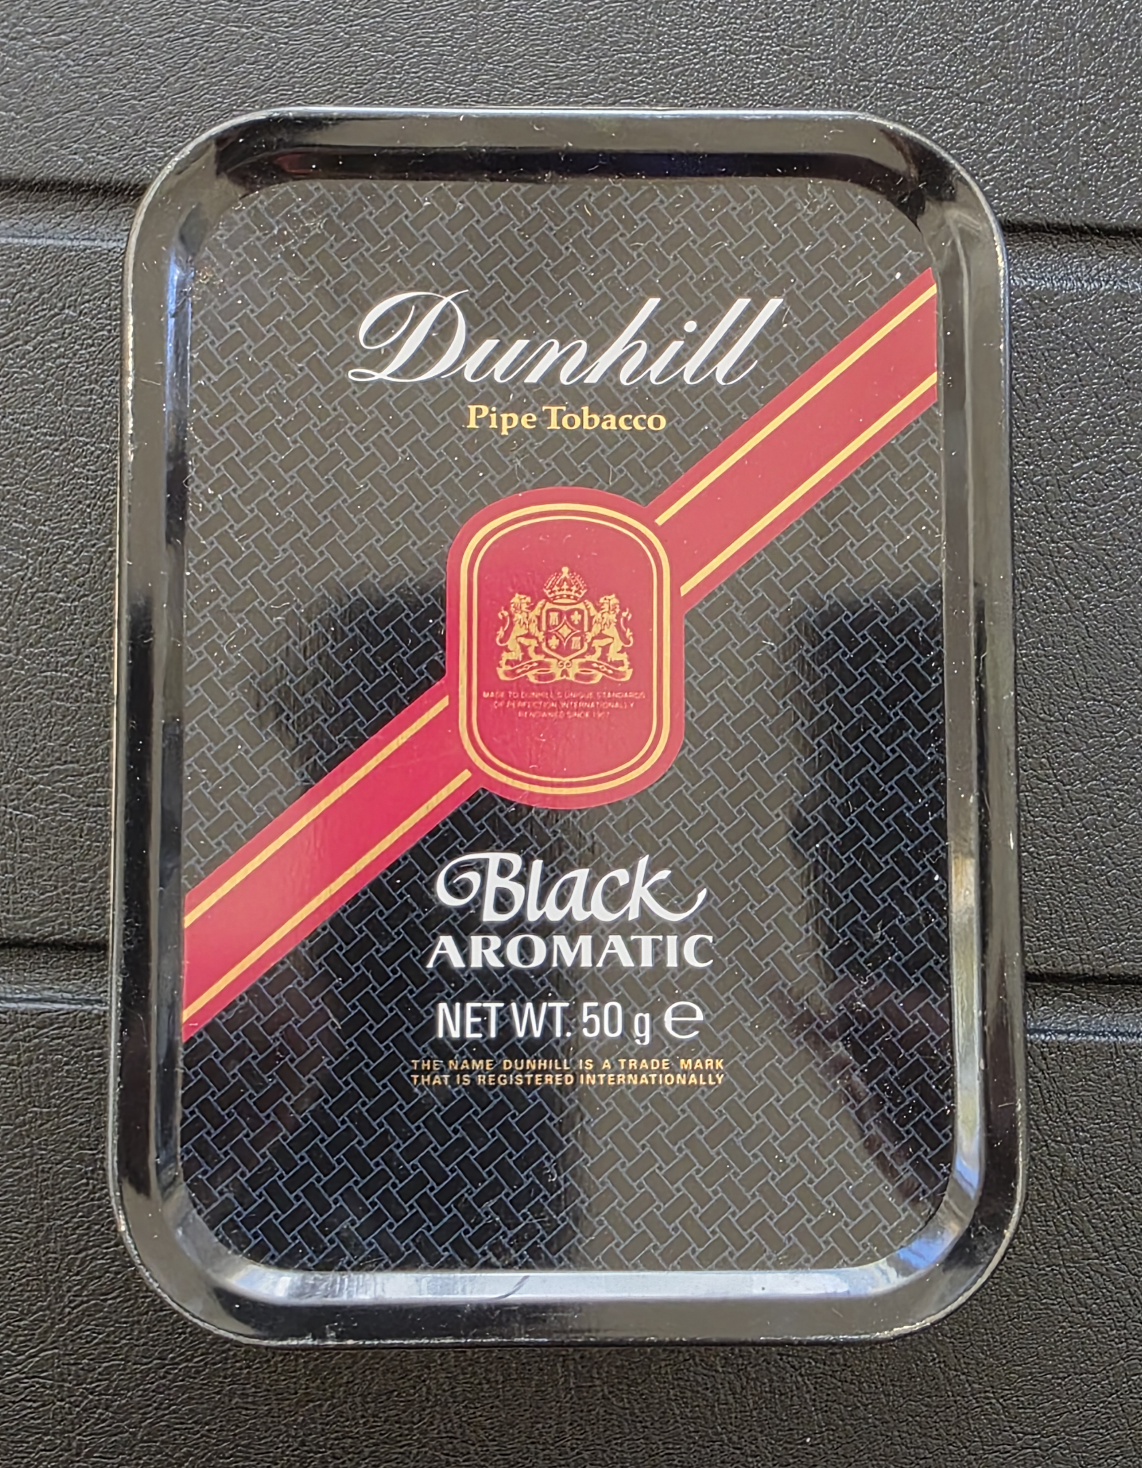 Dunhill
Pipe Tobacco
MADE TO DUNHILL'S UNIQUE STANDARDS
OF PERFECTION INTERNATIONALLY
RENOWNED SINCE 1907
Black
AROMATIC
NET WT. 50 g ℮
THE NAME DUNHILL IS A TRADE MARK
THAT IS REGISTERED INTERNATIONALLY